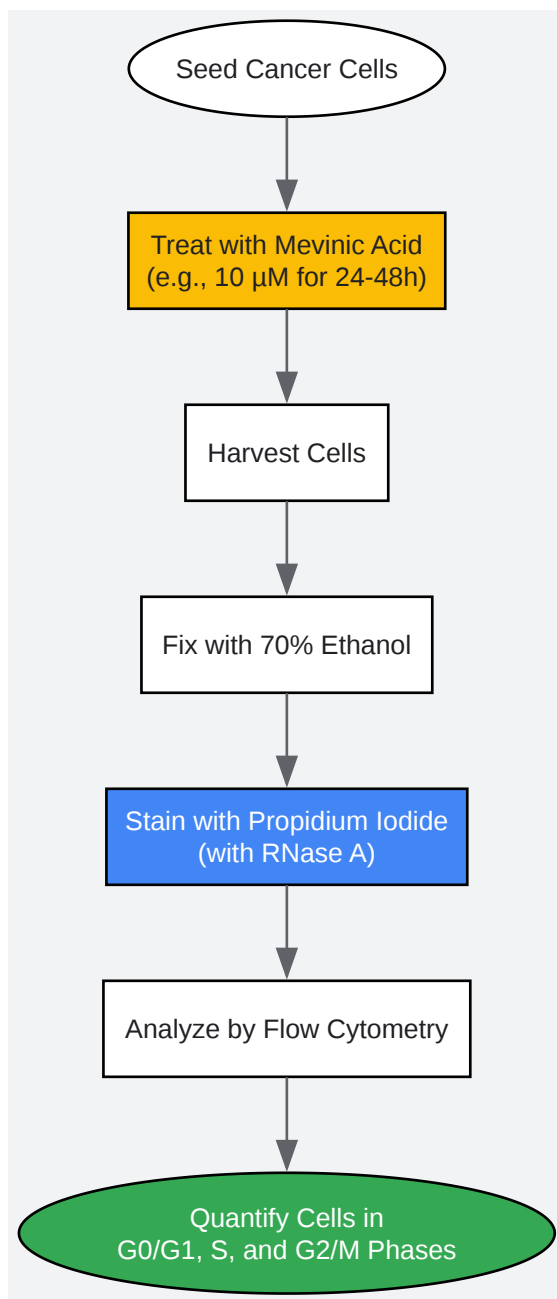 Seed Cancer Cells
Treat with Mevinic Acid
(e.g., 10 µM for 24-48h)
Harvest Cells
Fix with 70% Ethanol
Stain with Propidium Iodide
(with RNase A)
Analyze by Flow Cytometry
Quantify Cells in
G0/G1, S, and G2/M Phases